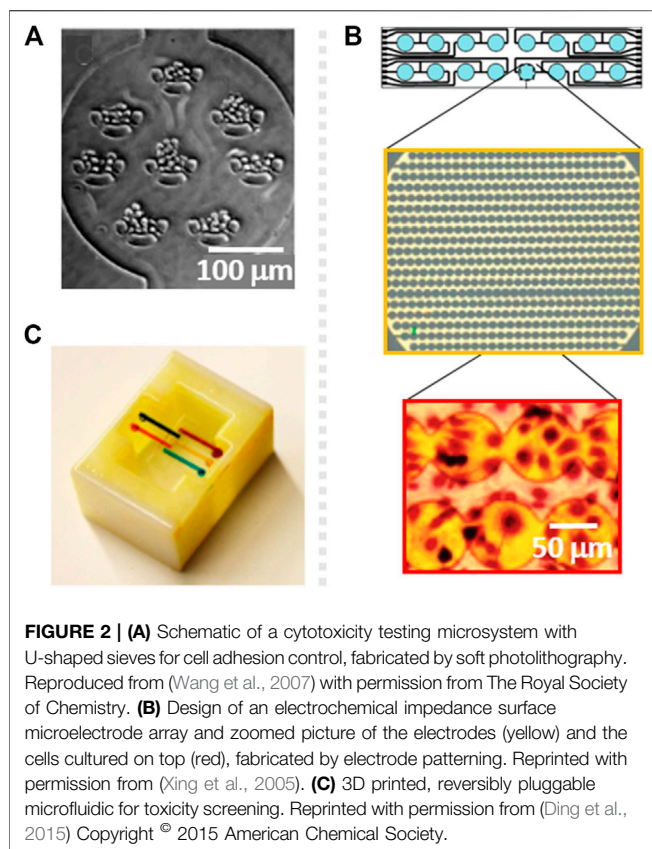 A
B
100 µm
C
50 µm
FIGURE 2 | (A) Schematic of a cytotoxicity testing microsystem with
U-shaped sieves for cell adhesion control, fabricated by soft photolithography.
Reproduced from (Wang et al., 2007) with permission from The Royal Society
of Chemistry. (B) Design of an electrochemical impedance surface
microelectrode array and zoomed picture of the electrodes (yellow) and the
cells cultured on top (red), fabricated by electrode patterning. Reprinted with
permission from (Xing et al., 2005). (C) 3D printed, reversibly pluggable
microfluidic for toxicity screening. Reprinted with permission from (Ding et al.,
2015) Copyright © 2015 American Chemical Society.